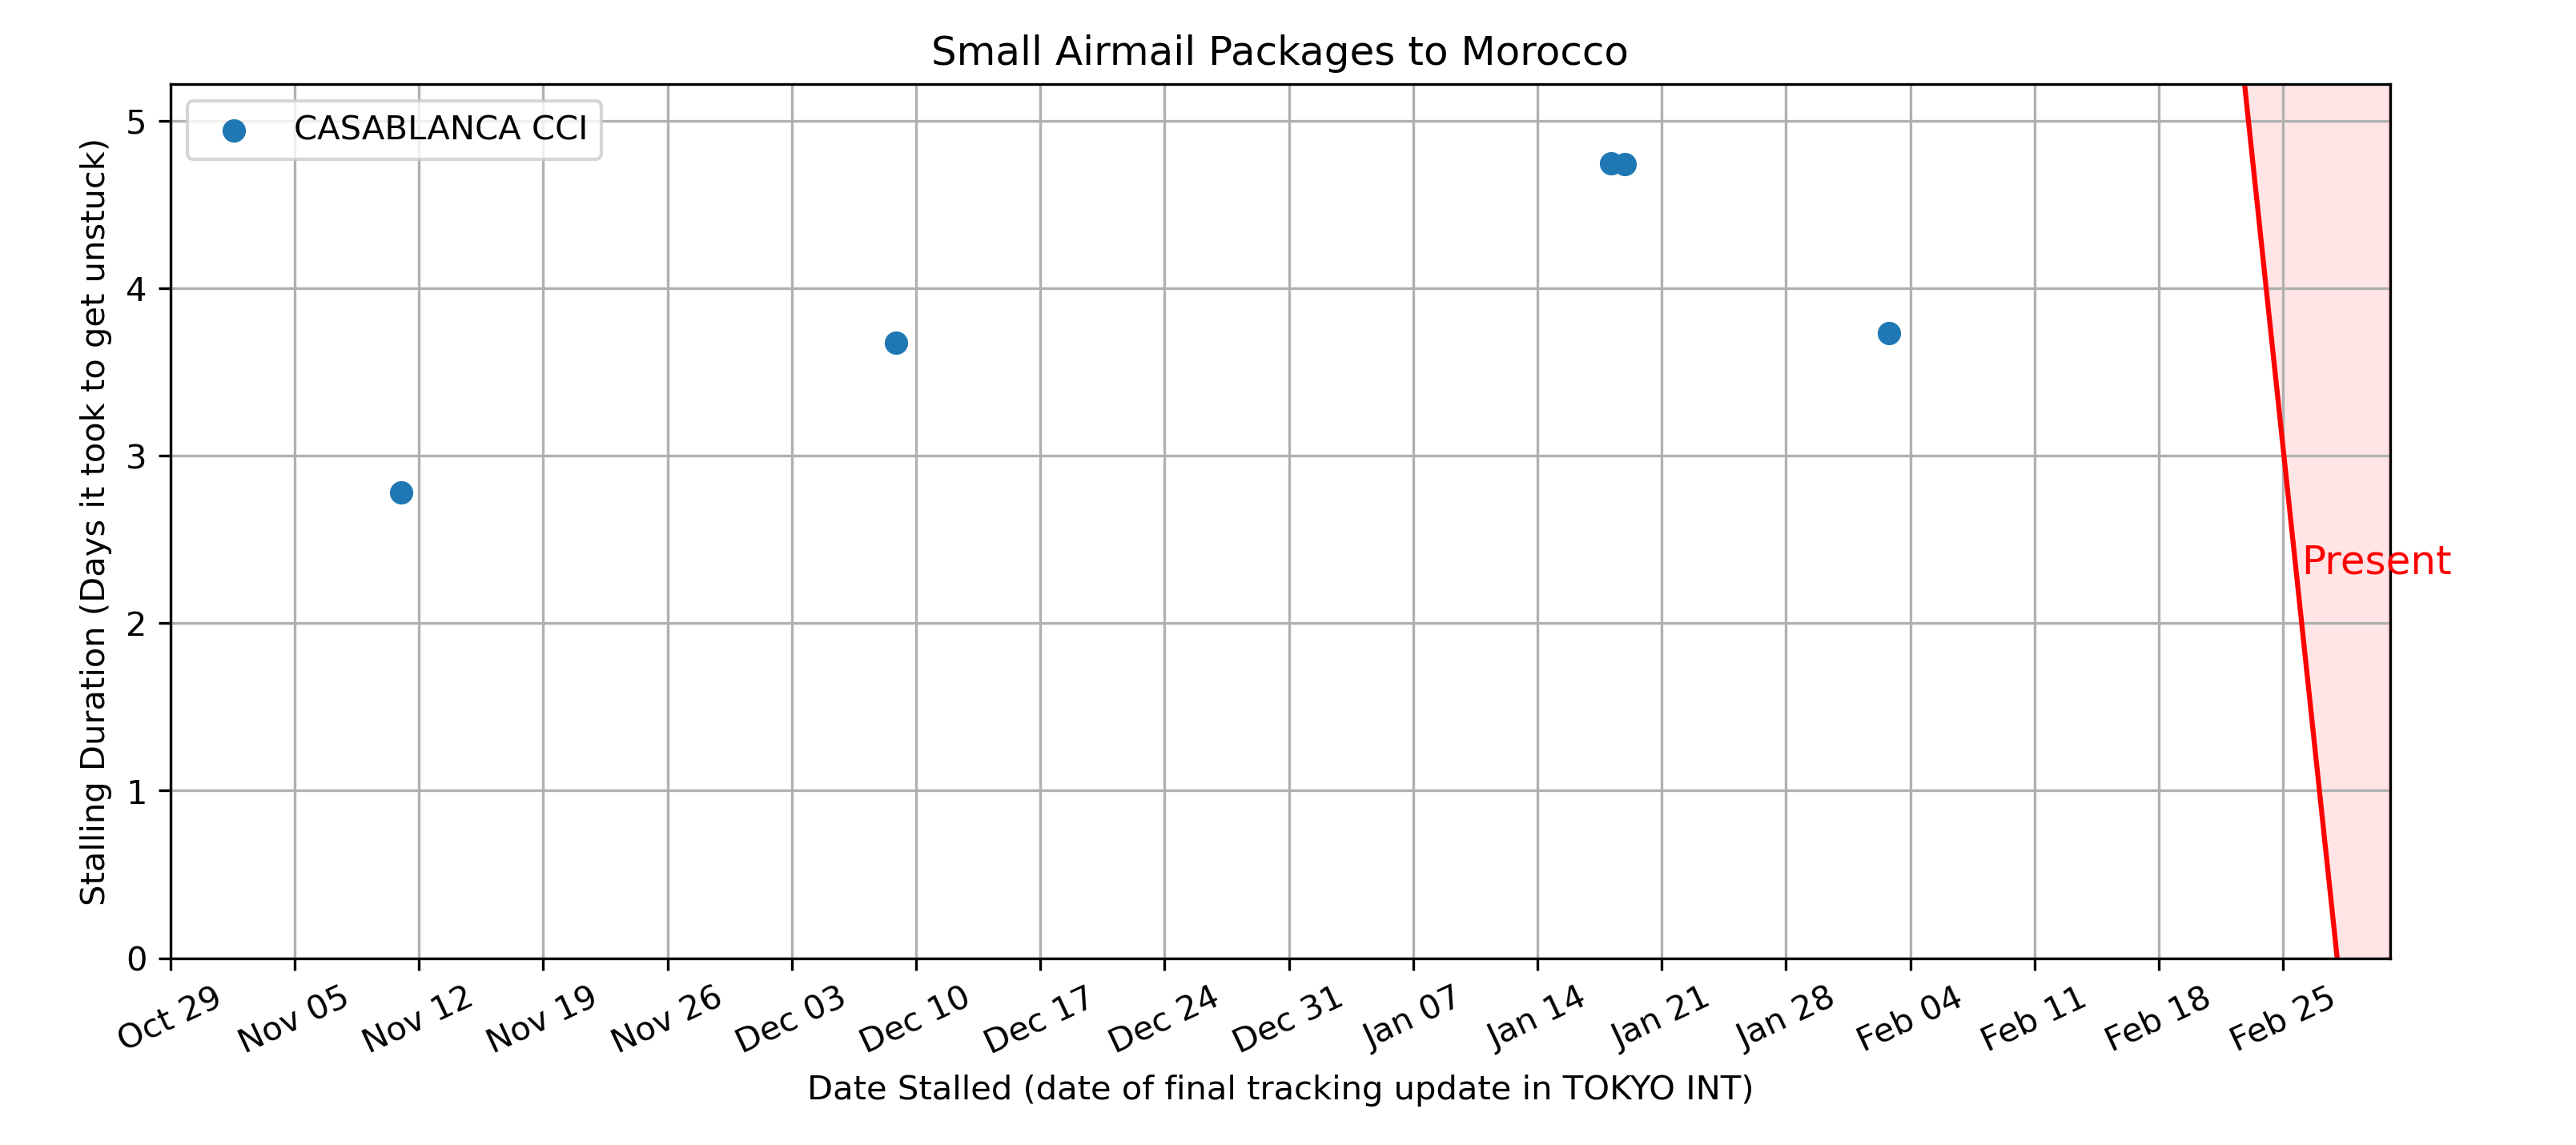 Small Airmail Packages to Morocco
CASABLANCA CCI
Stalling Duration (Days it took to get unstuck)
5
4
3
2
1
0
Present
Oct 29
Nov 05
Nov 12
Nov 19
Nov 26
Dec 03
Dec 10
Dec 17
Dec 24
Dec 31
Jan 07
Jan 14
Jan 21
Jan 28
Feb 04
Feb 11
Feb 18
Feb 25
Date Stalled (date of final tracking update in TOKYO INT)